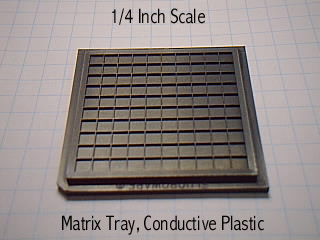 1/4 Inch Scale
Matrix Tray, Conductive Plastic